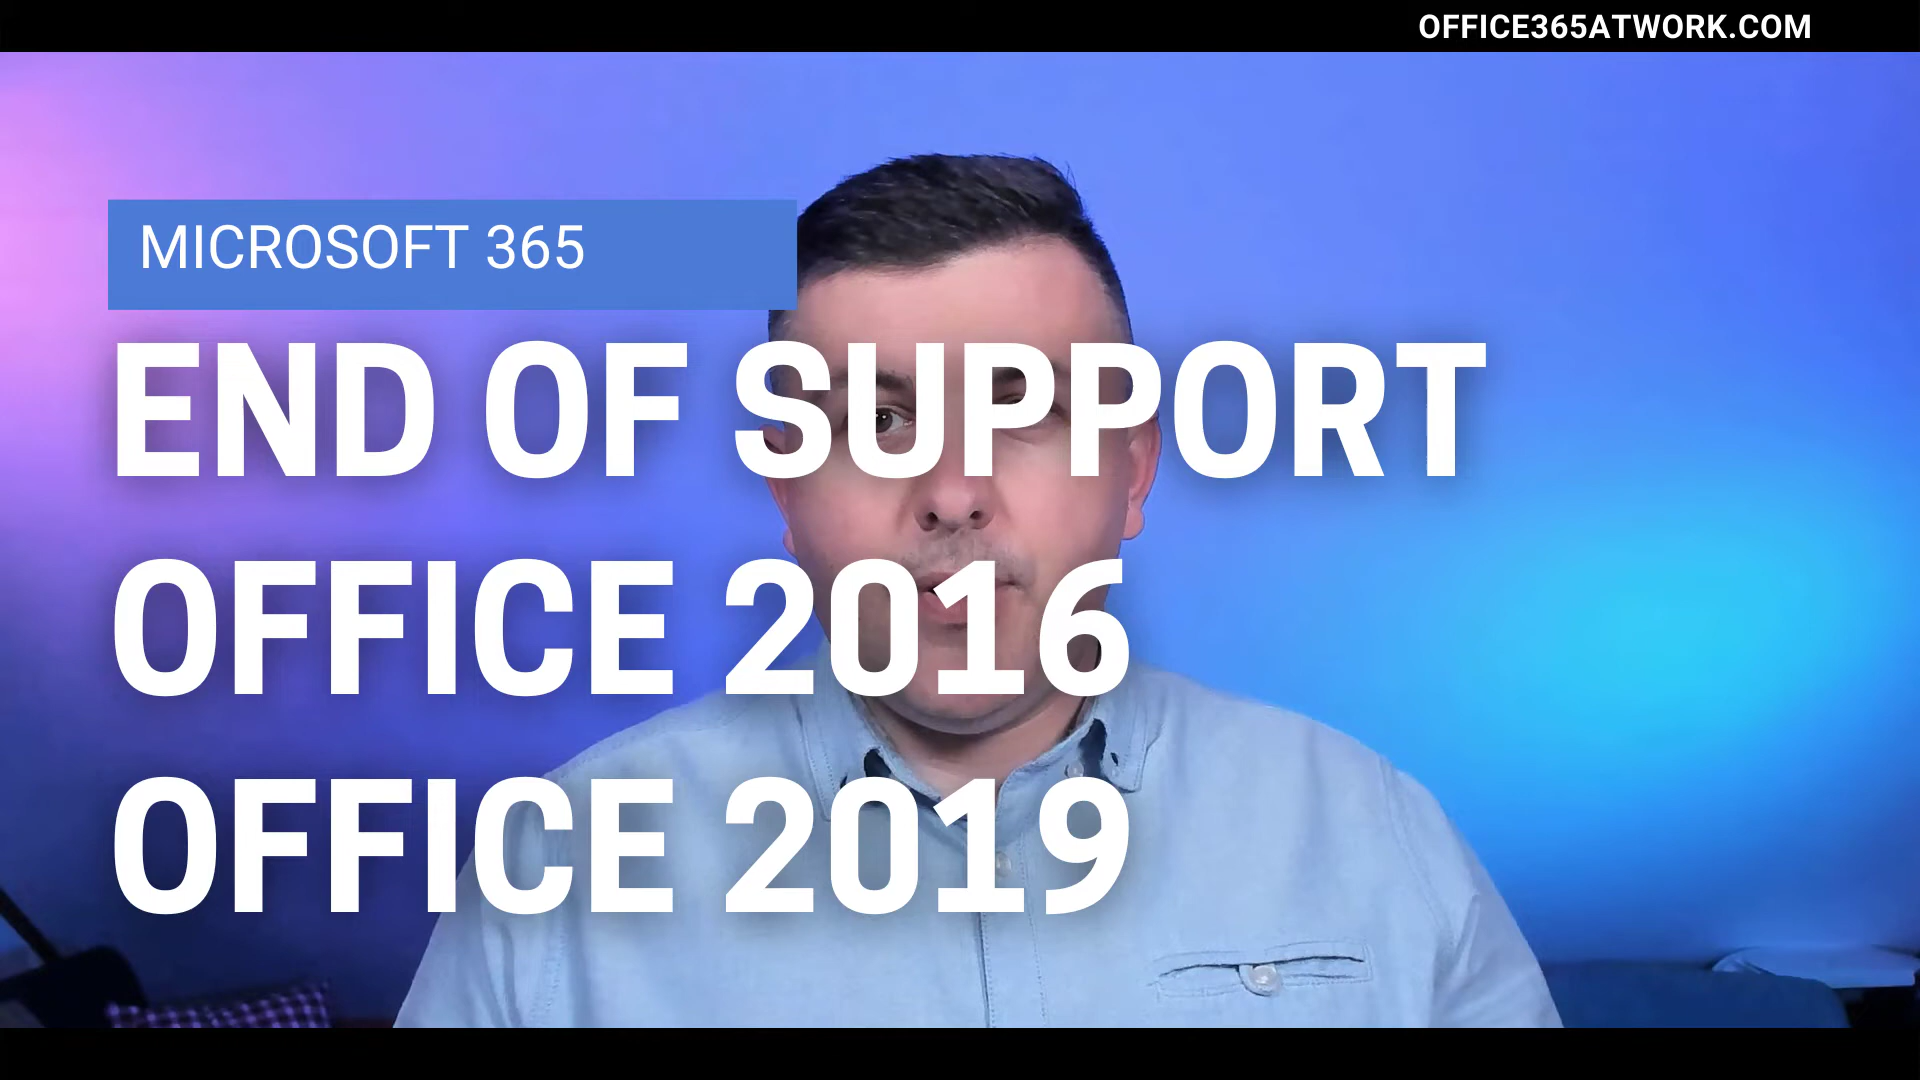 OFFICE365ATWORK.COM
MICROSOFT 365
END OF SUPPORT
OFFICE 2016
OFFICE 2019